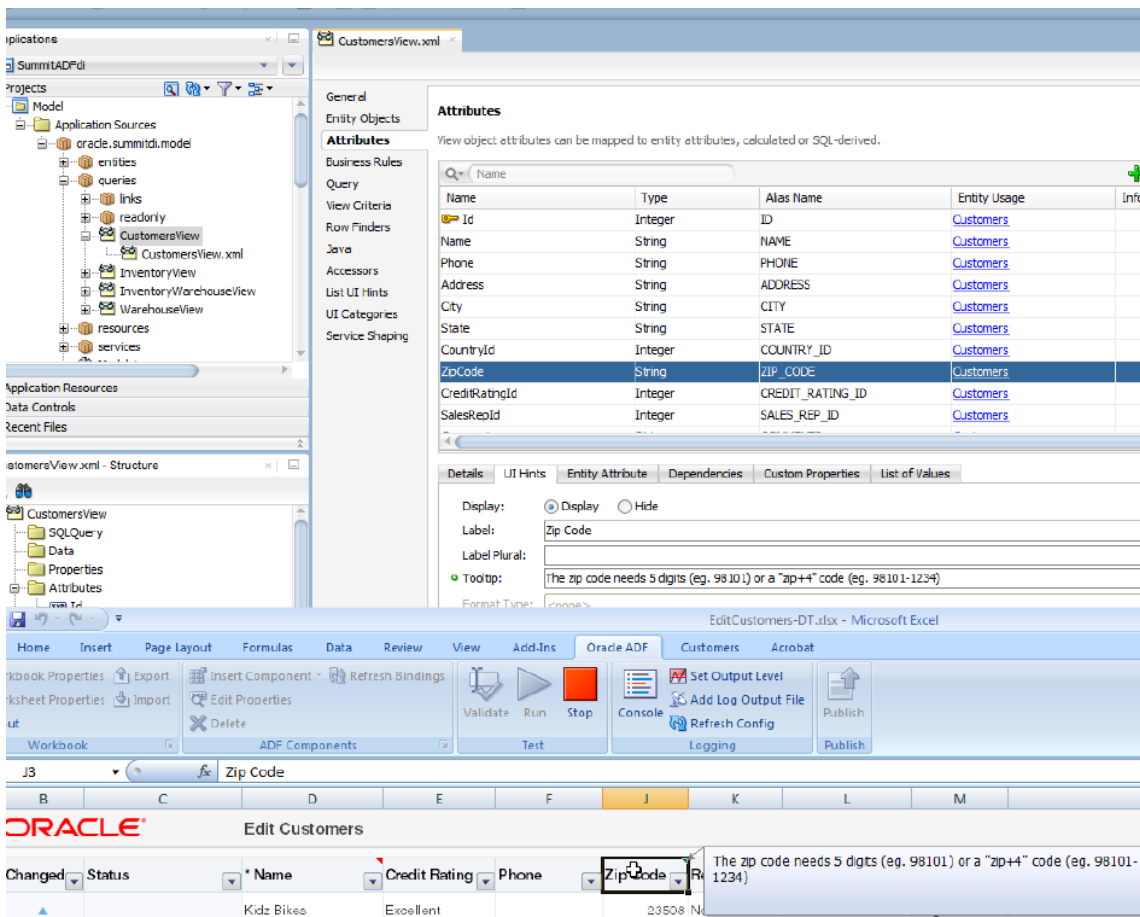 pplications
CustomersView.xml
SummitADFdi
Projects
Model
Application Sources
oracle.summitdi.model
entities
queries
links
readonly
CustomersView
CustomersView.xml
InventoryView
InventoryWarehouseView
WarehouseView
resources
services
Application Resources
Data Controls
Recent Files
stomersView.xml - Structure
CustomersView
SQLQuery
Data
Properties
Attributes
Id
General
Entity Objects
Attributes
Business Rules
Query
View Criteria
Row Finders
Java
Accessors
List UI Hints
UI Categories
Service Shaping
Attributes
View object attributes can be mapped to entity attributes, calculated or SQL-derived.
Name
Name Type Alias Name Entity Usage Info
Id Integer ID Customers
Name String NAME Customers
Phone String PHONE Customers
Address String ADDRESS Customers
City String CITY Customers
State String STATE Customers
CountryId Integer COUNTRY_ID Customers
ZipCode String ZIP_CODE Customers
CreditRatingId Integer CREDIT_RATING_ID Customers
SalesRepId Integer SALES_REP_ID Customers
Details UI Hints Entity Attribute Dependencies Custom Properties List of Values
Display: Display Hide
Label: Zip Code
Label Plural:
Tooltip: The zip code needs 5 digits (eg. 98101) or a "zip+4" code (eg. 98101-1234)
Format Type: <none>
EditCustomers-DT.xlsx - Microsoft Excel
Home Insert Page Layout Formulas Data Review View Add-Ins Oracle ADF Customers Acrobat
rkbook Properties Export Insert Component Refresh Bindings Set Output Level
rksheet Properties Import Edit Properties Validate Run Stop Console Add Log Output File Publish
ut Delete Refresh Config
Workbook ADF Components Test Logging Publish
J3 fx Zip Code
B C D E F J K L M
ORACLE Edit Customers
Changed Status * Name Credit Rating Phone Zip Code Re
The zip code needs 5 digits (eg. 98101) or a "zip+4" code (eg. 98101-
1234)
Kidz Bikes Excellent 23508 No